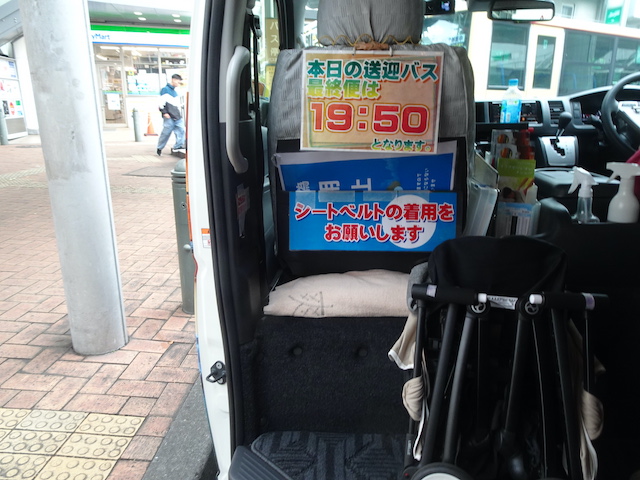 Mart
本日の送迎バス
最終便は
19:50
となります
シートベルトの着用を
お願いします